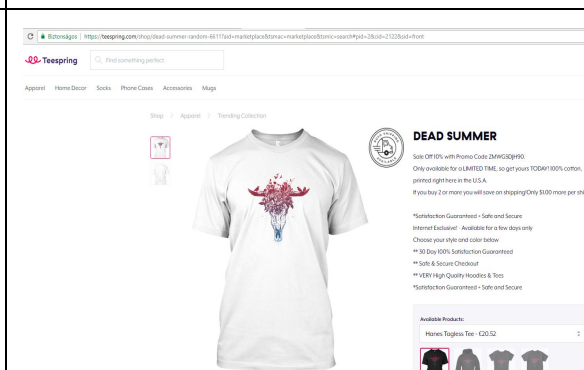 Biztonságos | https://teespring.com/shop/dead-summer-random-6611?aid=marketplace&tsmac=marketplace&tsmic=search#pid=2&cid=2122&sid=front
Teespring
Find something perfect
Apparel Home Decor Socks Phone Cases Accessories Mugs
Shop | Apparel | Trending Collection
DEAD SUMMER
Sale Off 10% with Promo Code ZMWGSDJH90.
Only available for a LIMITED TIME, so get yours TODAY! 100% cotton,
printed right here in the U.S.A.
If you buy 2 or more you will save on shipping!Only $1.00 more per shi
*Satisfaction Guaranteed + Safe and Secure
Internet Exclusive! - Available for a few days only
Choose your style and color below
** 30 Day 100% Satisfaction Guaranteed
** Safe & Secure Checkout
** VERY High Quality Hoodies & Tees
*Satisfaction Guaranteed + Safe and Secure
Available Products:
Hanes Tagless Tee - €20.52